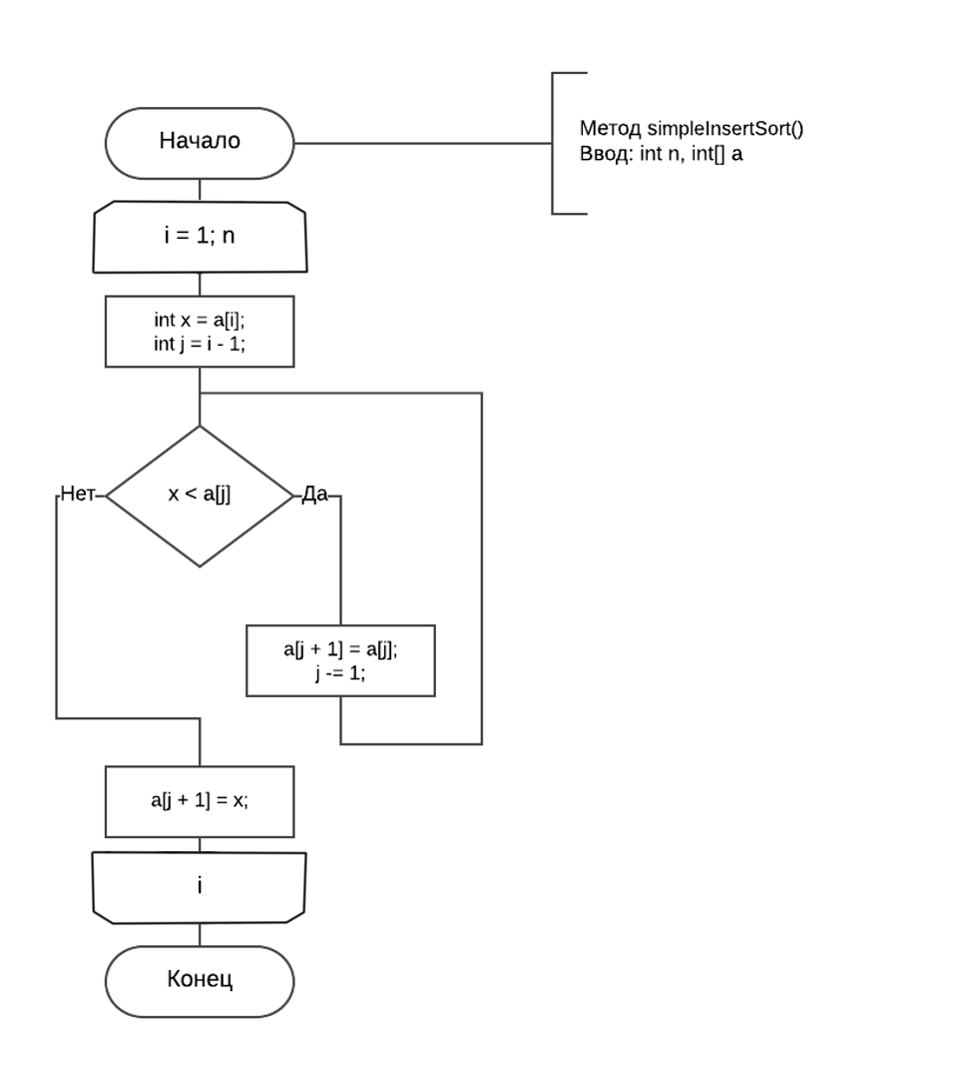 Начало
Метод simpleInsertSort()
Ввод: int n, int[] a
i = 1; n
int x = a[i];
int j = i - 1;
Нет
x < a[j]
Да
a[j + 1] = a[j];
j -= 1;
a[j + 1] = x;
i
Конец